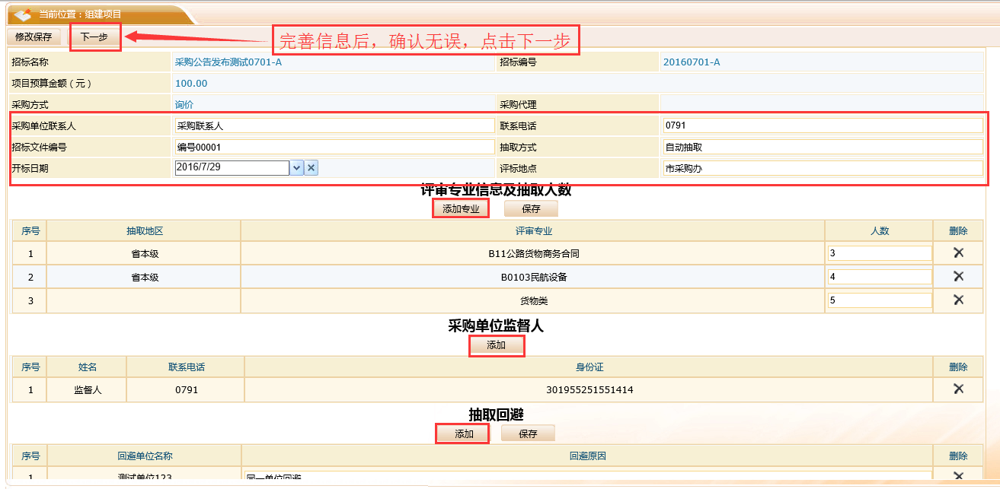 当前位置：组建项目
修改保存 下一步 完善信息后，确认无误，点击下一步
招标名称 采购公告发布测试0701-A 招标编号 20160701-A
项目预算金额（元） 100.00
采购方式 询价 采购代理
采购单位联系人 采购联系人 联系电话 0791
招标文件编号 编号00001 抽取方式 自动抽取
开标日期 2016/7/29 评标地点 市采购办
评审专业信息及抽取人数
添加专业 保存
序号 抽取地区 评审专业 人数 删除
1 省本级 B11公路货物商务合同 3
2 省本级 B0103民航设备 4
3 货物类 5
采购单位监督人
添加
序号 姓名 联系电话 身份证 删除
1 监督人 0791 301955251551414
抽取回避
添加 保存
序号 回避单位名称 回避原因 删除
1 测试单位123 同一单位回避